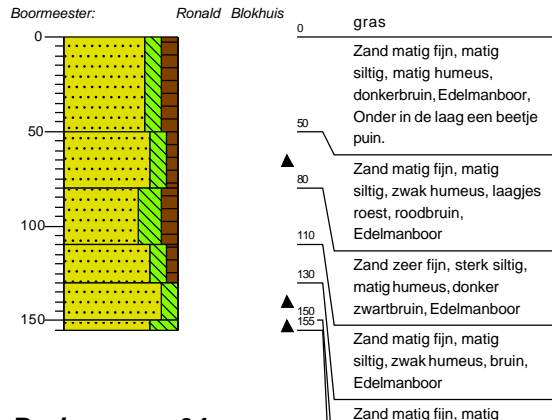 Boormeester: Ronald Blokhuis
0
50
100
150
0 gras
Zand matig fijn, matig
siltig, matig humeus,
donkerbruin, Edelmanboor,
Onder in de laag een beetje
puin.
50
Zand matig fijn, matig
siltig, zwak humeus, laagjes
roest, roodbruin,
Edelmanboor
80
Zand zeer fijn, sterk siltig,
matig humeus, donker
zwartbruin, Edelmanboor
110
Zand matig fijn, matig
siltig, zwak humeus, bruin,
Edelmanboor
130
Zand matig fijn, matig
150
155